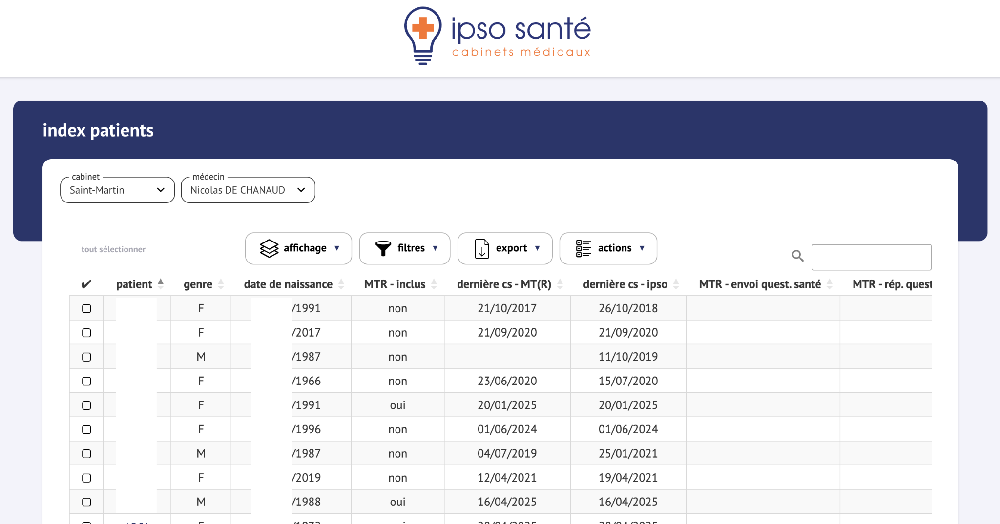 ipso santé
cabinets médicaux
index patients
cabinet
Saint-Martin
médecin
Nicolas DE CHANAUD
tout sélectionner
affichage ▼
filtres ▼
export ▼
actions ▼
✔ patient genre date de naissance MTR - inclus dernière cs - MT(R) dernière cs - ipso MTR - envoi quest. santé MTR - rép. quest
F /1991 non 21/10/2017 26/10/2018
F /2017 non 21/09/2020 21/09/2020
M /1987 non 11/10/2019
F /1966 non 23/06/2020 15/07/2020
F /1991 oui 20/01/2025 20/01/2025
F /1996 non 01/06/2024 01/06/2024
M /1987 non 04/07/2019 25/01/2021
F /2019 non 12/04/2021 19/04/2021
M /1988 oui 16/04/2025 16/04/2025